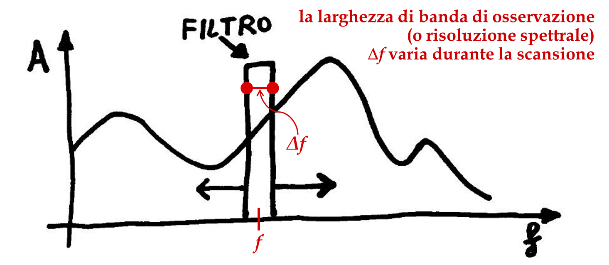 la larghezza di banda di osservazione
(o risoluzione spettrale)
Δf varia durante la scansione
FILTRO
A
Δf
f
f